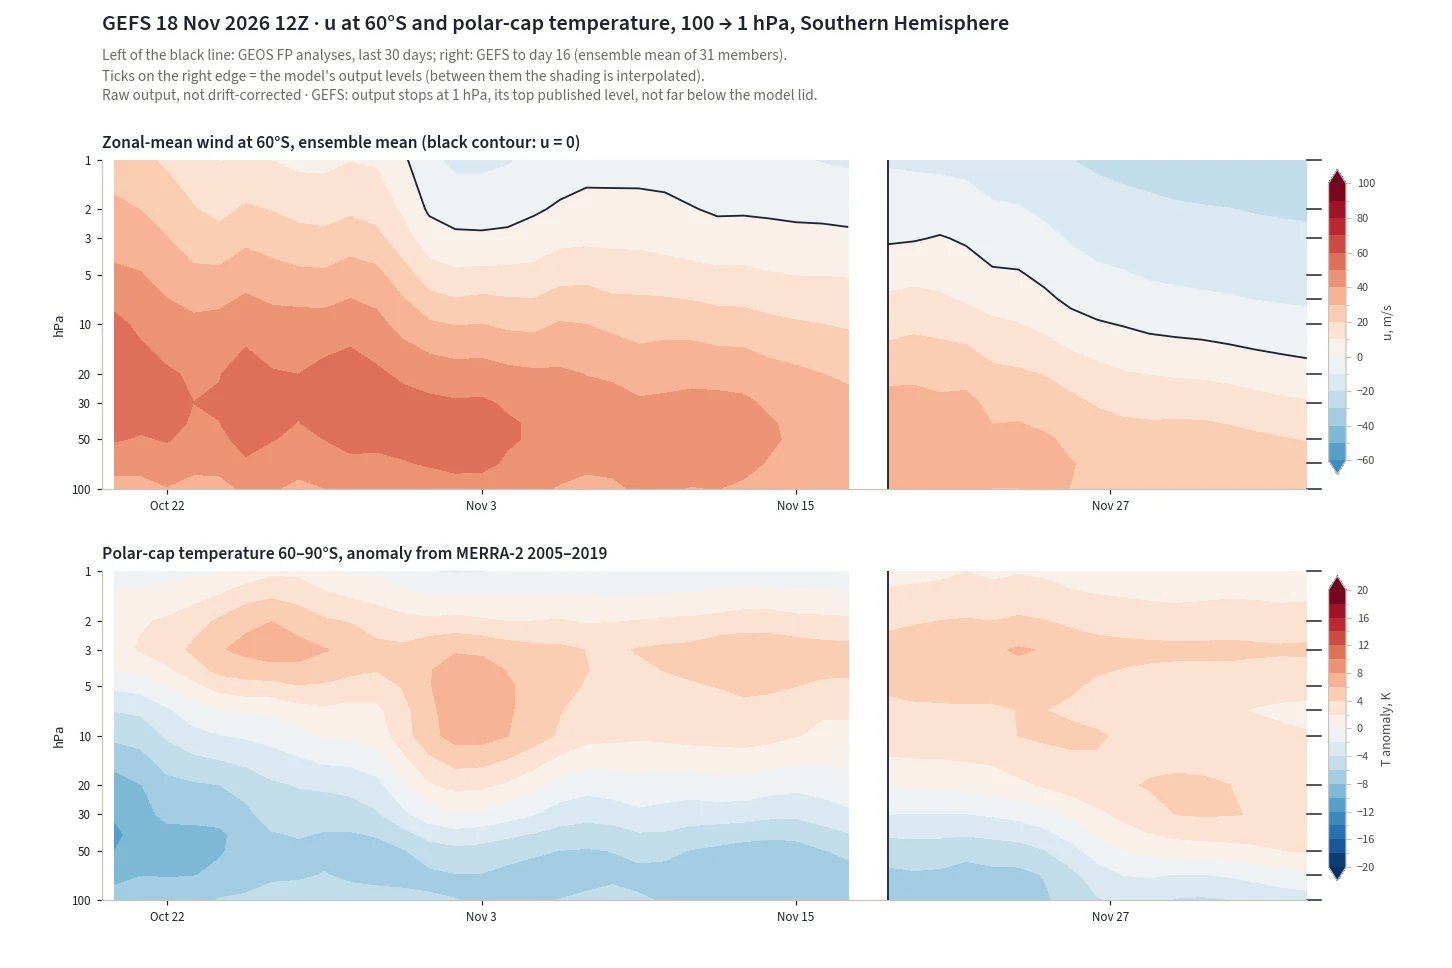 GEFS 18 Nov 2026 12Z · u at 60°S and polar-cap temperature, 100 → 1 hPa, Southern Hemisphere
Left of the black line: GEOS FP analyses, last 30 days; right: GEFS to day 16 (ensemble mean of 31 members).
Ticks on the right edge = the model's output levels (between them the shading is interpolated).
Raw output, not drift-corrected · GEFS: output stops at 1 hPa, its top published level, not far below the model lid.
Zonal-mean wind at 60°S, ensemble mean (black contour: u = 0)
1
2
3
5
10
20
30
50
100
hPa
Oct 22
Nov 3
Nov 15
Nov 27
100
80
60
40
20
0
−20
−40
−60
u, m/s
Polar-cap temperature 60–90°S, anomaly from MERRA-2 2005–2019
1
2
3
5
10
20
30
50
100
hPa
Oct 22
Nov 3
Nov 15
Nov 27
20
16
12
8
4
0
−4
−8
−12
−16
−20
T anomaly, K